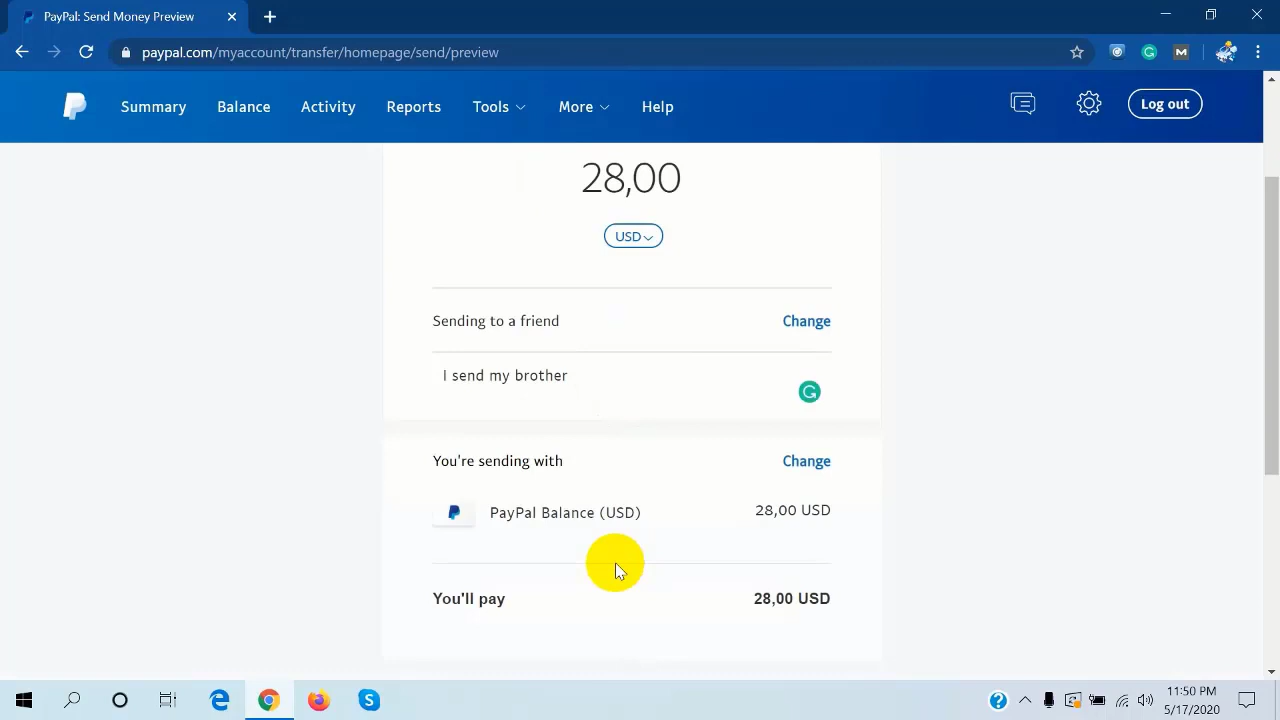 PayPal: Send Money Preview
paypal.com/myaccount/transfer/homepage/send/preview
Summary Balance Activity Reports Tools More Help Log out
28,00
USD
Sending to a friend Change
I send my brother
You're sending with Change
PayPal Balance (USD) 28,00 USD
You'll pay 28,00 USD
11:50 PM
5/17/2020